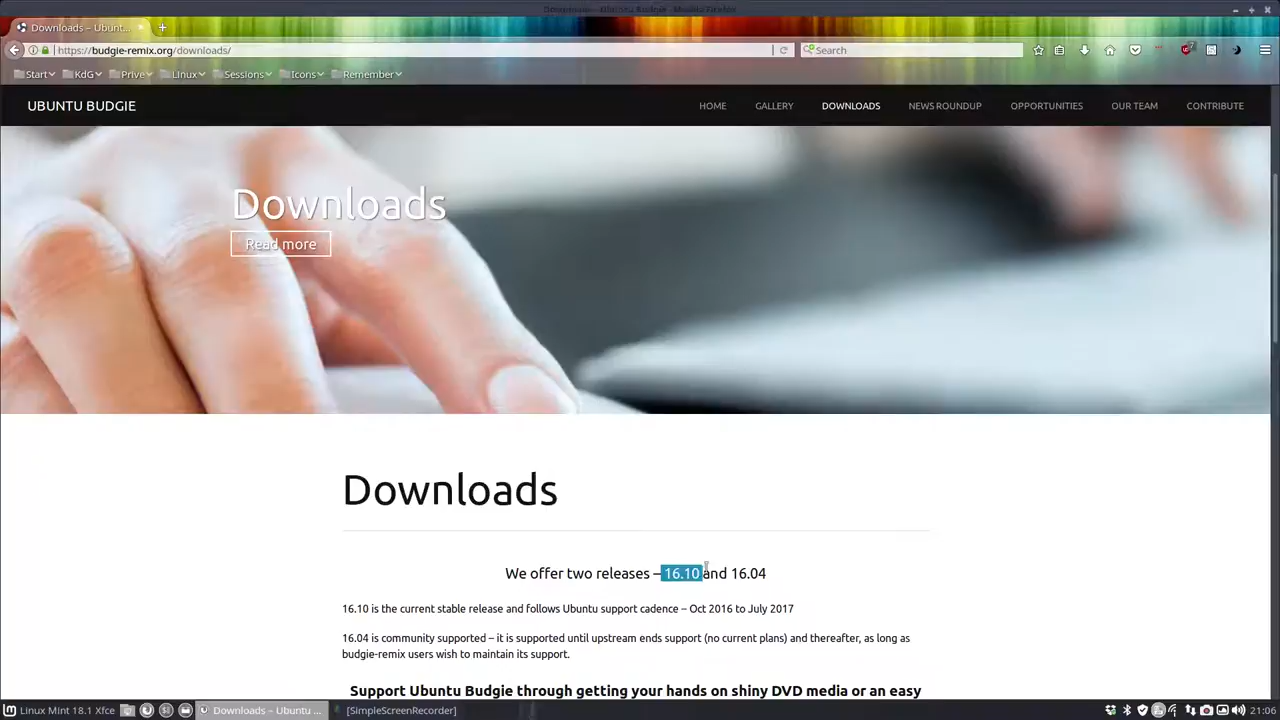 Downloads – Ubunt...
https://budgie-remix.org/downloads/
Search
Start KdG Prive Linux Sessions Icons Remember
UBUNTU BUDGIE
HOME GALLERY DOWNLOADS NEWS ROUNDUP OPPORTUNITIES OUR TEAM CONTRIBUTE
Downloads
Read more
Downloads
We offer two releases – 16.10 and 16.04
16.10 is the current stable release and follows Ubuntu support cadence – Oct 2016 to July 2017
16.04 is community supported – it is supported until upstream ends support (no current plans) and thereafter, as long as
budgie-remix users wish to maintain its support.
Support Ubuntu Budgie through getting your hands on shiny DVD media or an easy
Linux Mint 18.1 Xfce Downloads – Ubuntu ... [SimpleScreenRecorder] 21:06